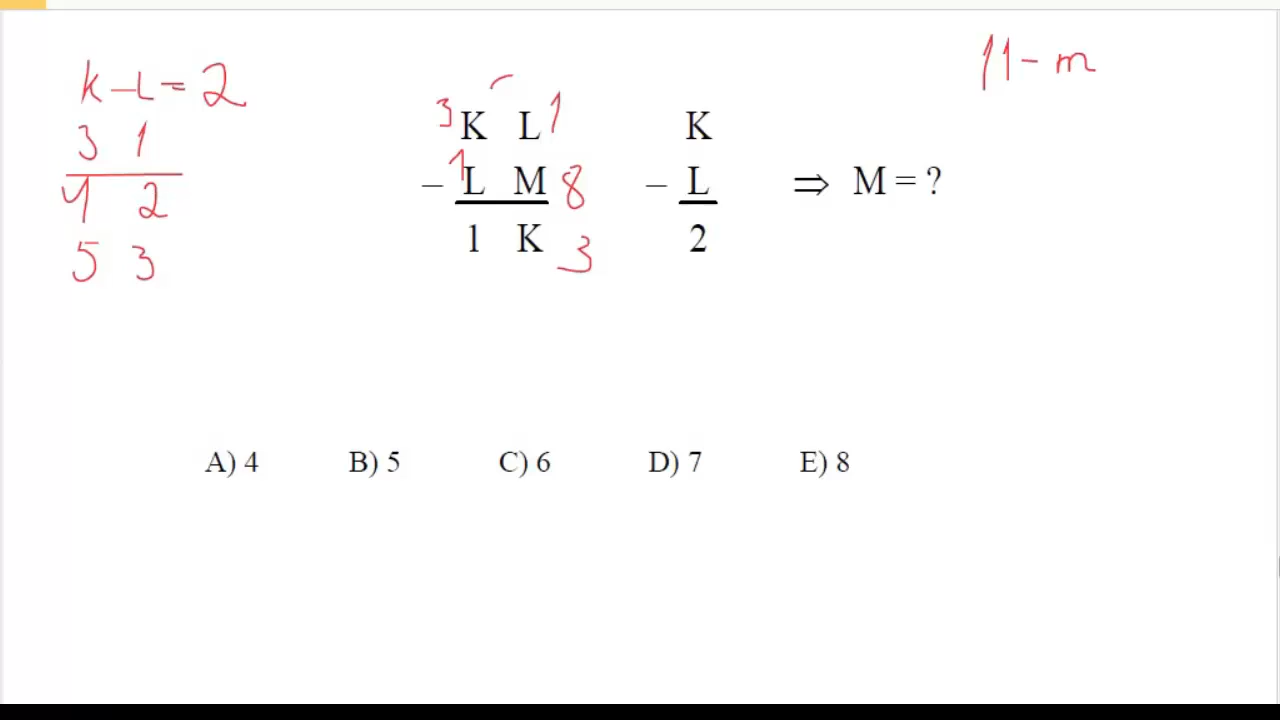 K-L=2
3 1
4 2
5 3
3 K L 1
- 1 L M 8
1 K 3
K
- L
2
⇒ M = ?
11-m
A) 4 B) 5 C) 6 D) 7 E) 8